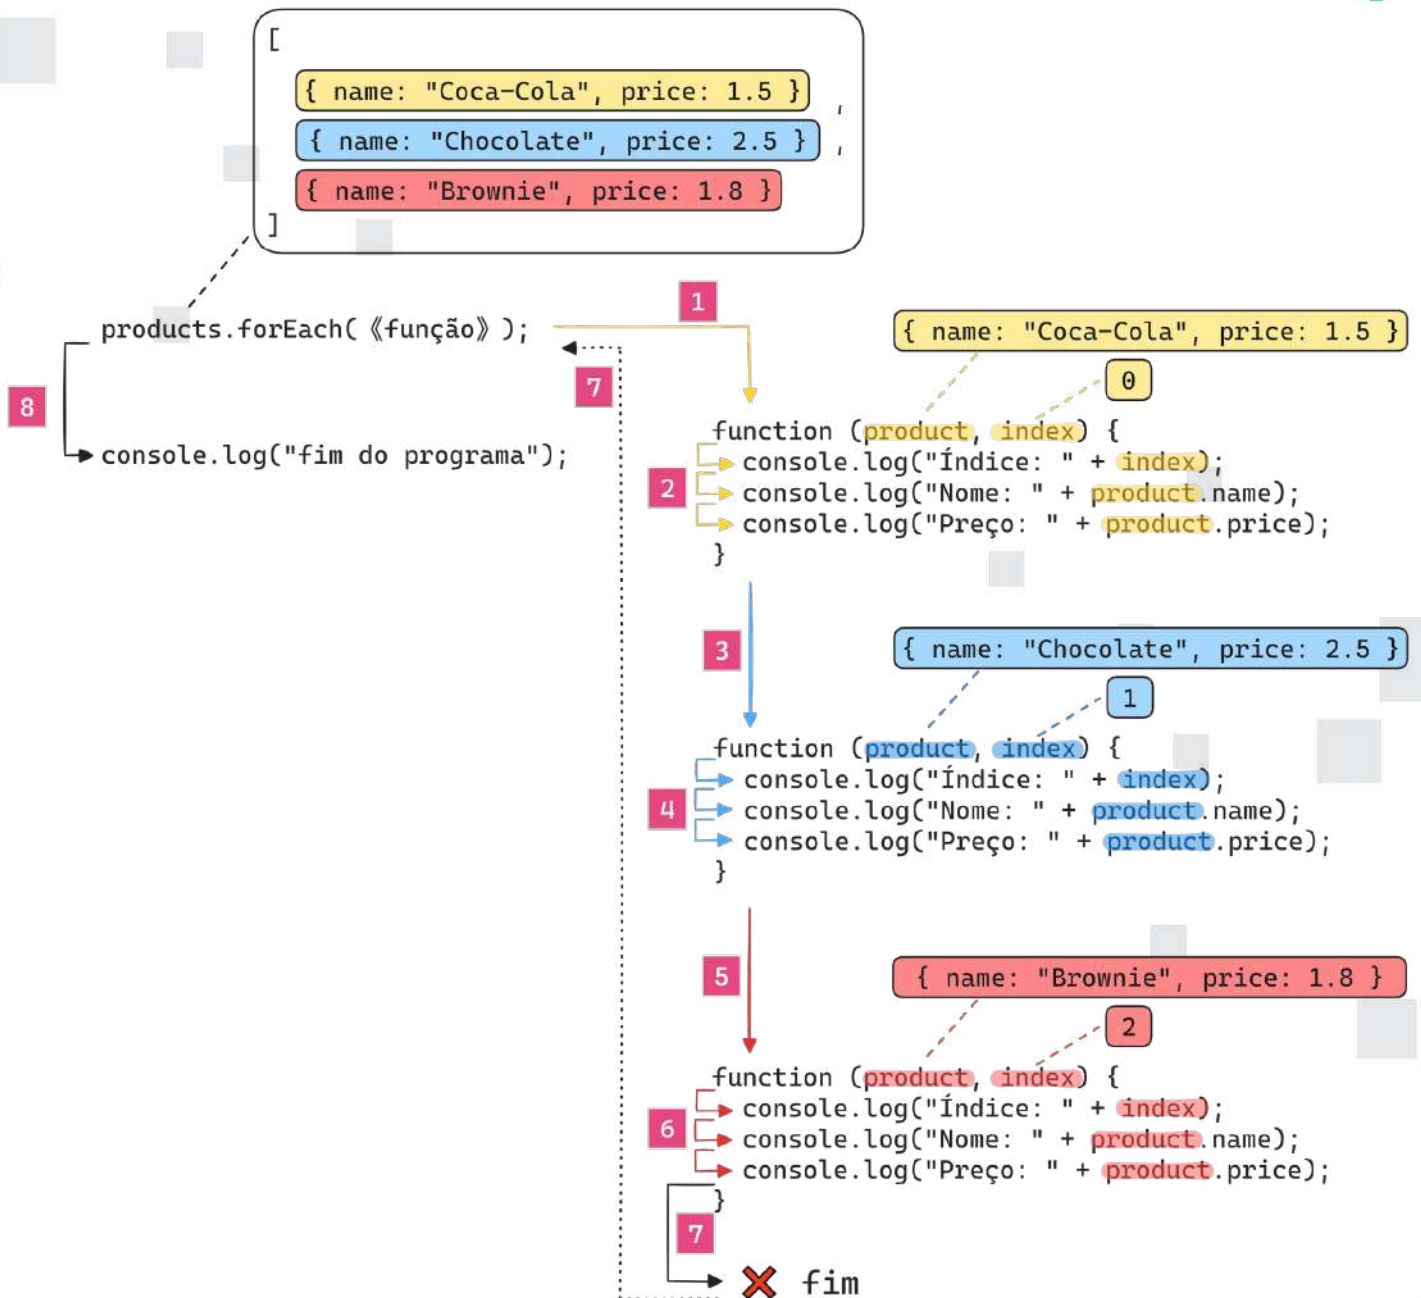 [
{ name: "Coca-Cola", price: 1.5 } ,
{ name: "Chocolate", price: 2.5 } ,
{ name: "Brownie", price: 1.8 }
]
1
products.forEach(《função》);
{ name: "Coca-Cola", price: 1.5 }
7
0
8
function (product, index) {
console.log("fim do programa");
console.log("Índice: " + index);
2
console.log("Nome: " + product.name);
console.log("Preço: " + product.price);
}
3
{ name: "Chocolate", price: 2.5 }
1
function (product, index) {
console.log("Índice: " + index);
4
console.log("Nome: " + product.name);
console.log("Preço: " + product.price);
}
5
{ name: "Brownie", price: 1.8 }
2
function (product, index) {
console.log("Índice: " + index);
6
console.log("Nome: " + product.name);
console.log("Preço: " + product.price);
}
7
fim